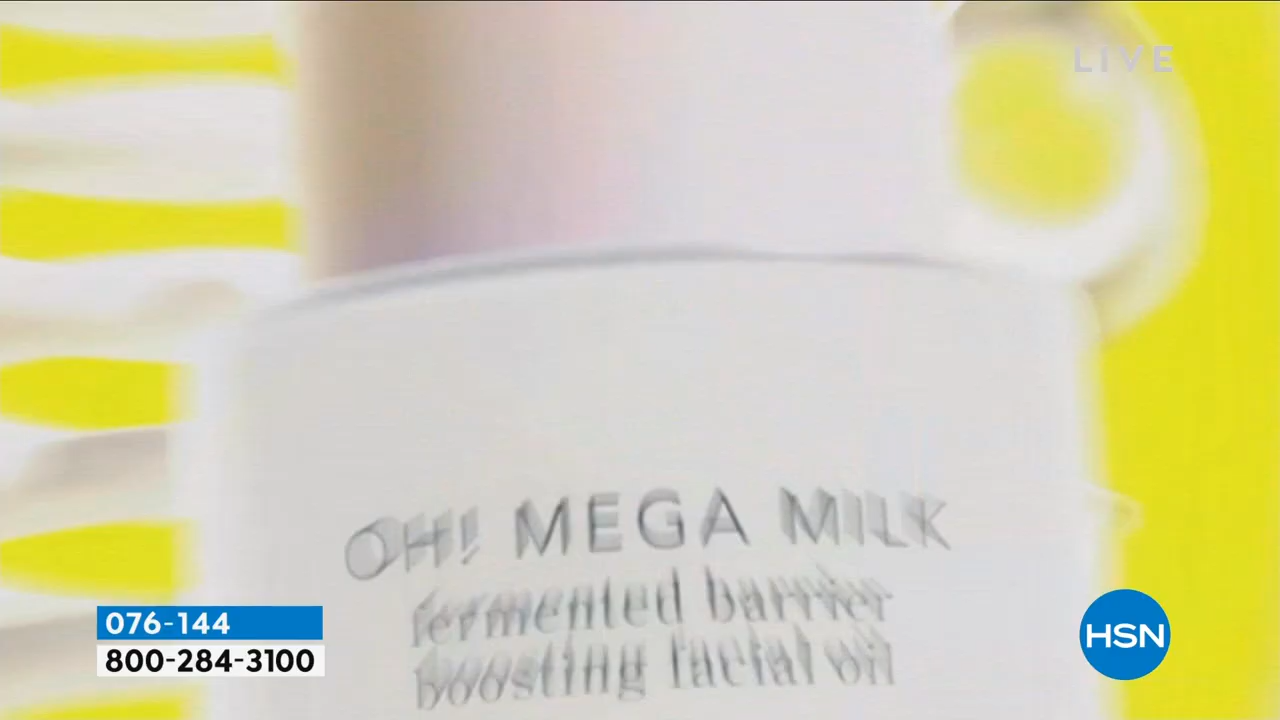 LIVE
OH! MEGA MILK
fermented barrier
boosting facial oil
076-144
800-284-3100
HSN